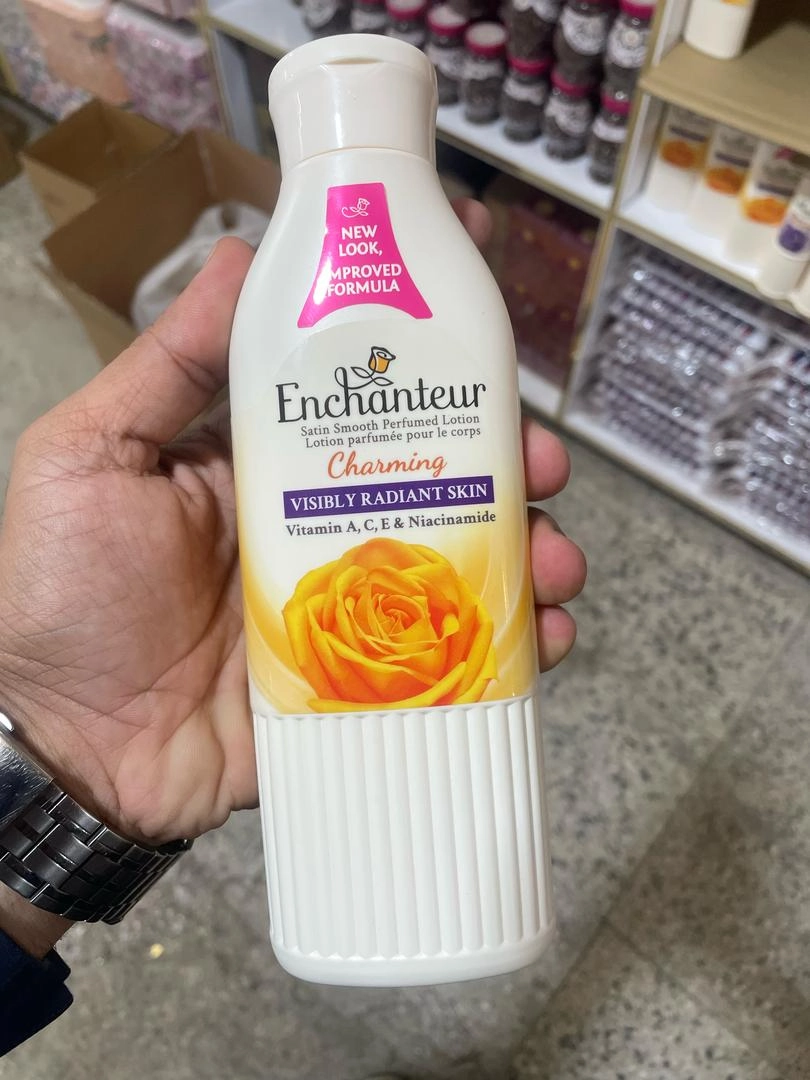 NEW
LOOK,
IMPROVED
FORMULA
Enchanteur
Satin Smooth Perfumed Lotion
Lotion parfumée pour le corps
Charming
VISIBLY RADIANT SKIN
Vitamin A, C, E & Niacinamide